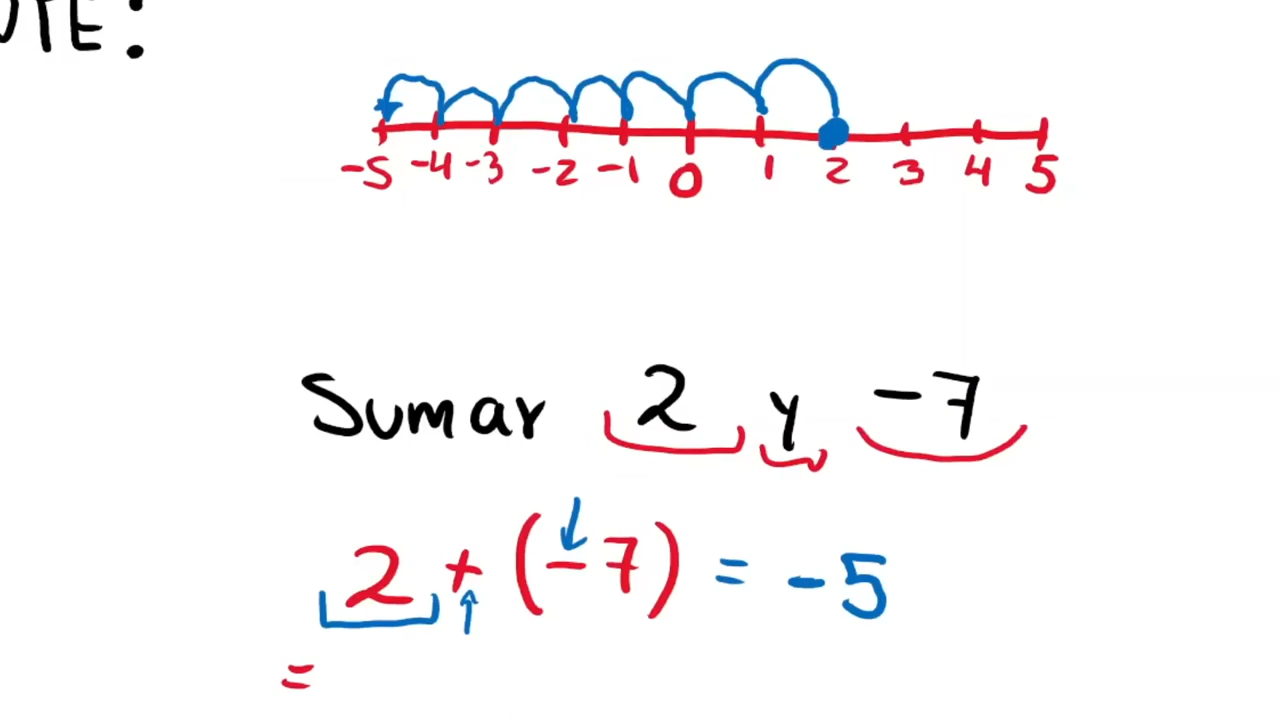 -5 -4 -3 -2 -1 0 1 2 3 4 5
Sumar 2 y -7
2 + (-7) = -5
=